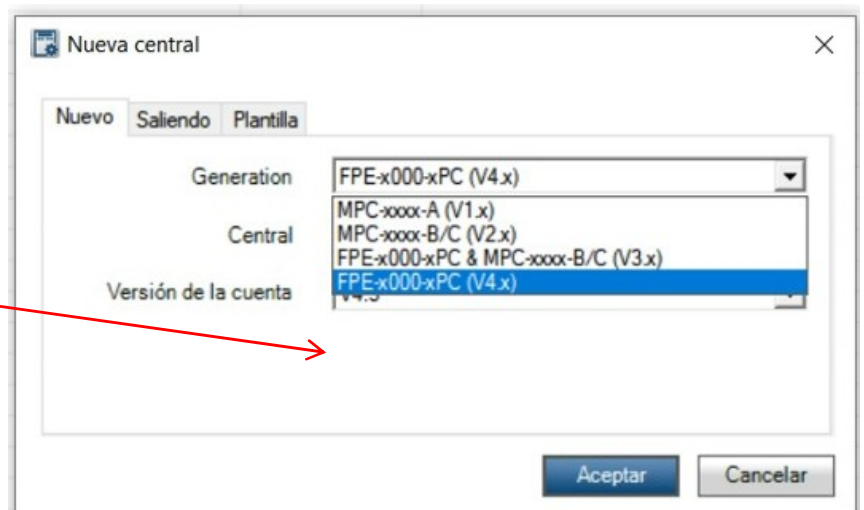 Nueva central
Nuevo Saliendo Plantilla
Generation FPE-x000-xPC (V4.x)
MPC-xxxx-A (V1.x)
Central MPC-xxxx-B/C (V2.x)
FPE-x000-xPC & MPC-xxxx-B/C (V3.x)
FPE-x000-xPC (V4.x)
Versión de la cuenta
Aceptar Cancelar